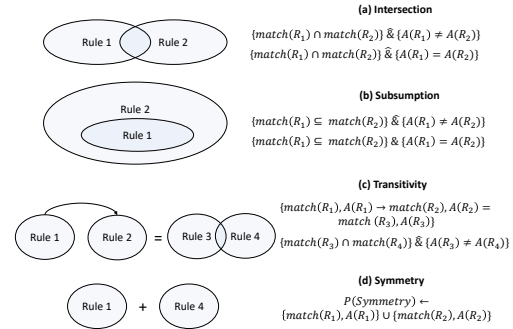 (a) Intersection
Rule 1 Rule 2
{match(R₁) ∩ match(R₂)} &̂ {A(R₁) ≠ A(R₂)}
{match(R₁) ∩ match(R₂)} &̂ {A(R₁) = A(R₂)}
(b) Subsumption
Rule 2
Rule 1
{match(R₁) ⊆ match(R₂)} &̂ {A(R₁) ≠ A(R₂)}
{match(R₁) ⊆ match(R₂)} & {A(R₁) = A(R₂)}
(c) Transitivity
{match(R₁), A(R₁) → match(R₂), A(R₂) =
match (R₃), A(R₃)}
Rule 1 Rule 2 = Rule 3 Rule 4
{match(R₃) ∩ match(R₄)} &̂ {A(R₃) ≠ A(R₄)}
(d) Symmetry
Rule 1 + Rule 4
P(Symmetry) ←
{match(R₁), A(R₁)} ∪ {match(R₂), A(R₂)}